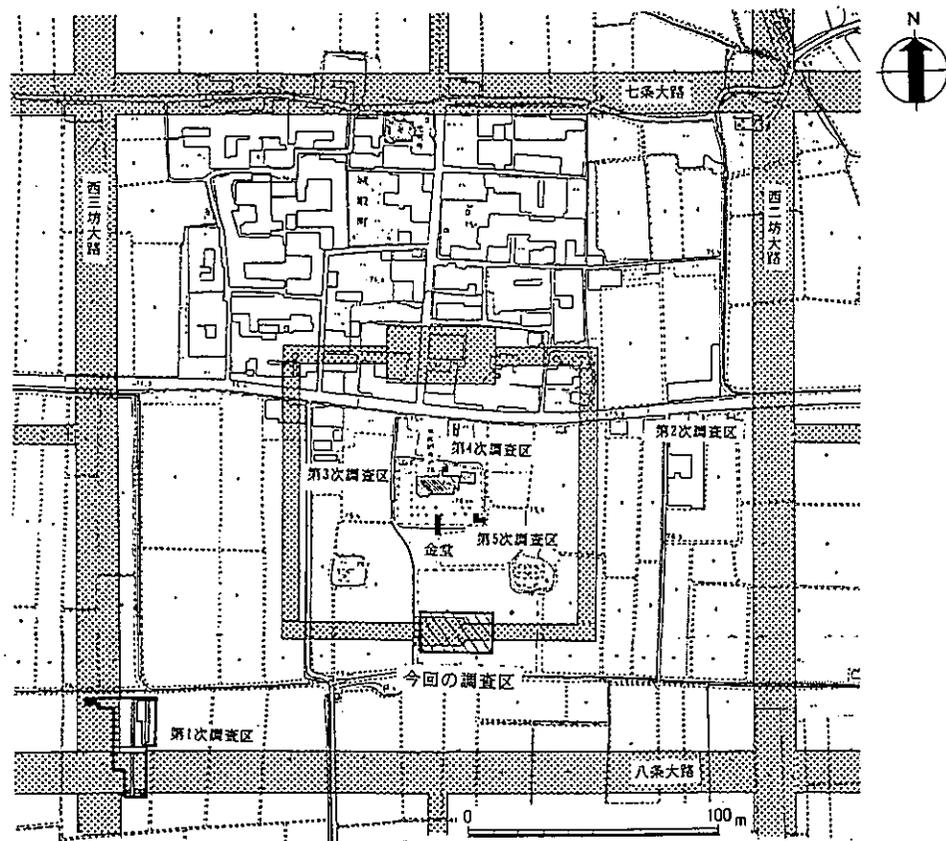 N
七条大路
西三坊大路
西二坊大路
第2次調査区
第4次調査区
第3次調査区
第5次調査区
金堂
今回の調査区
第1次調査区
八条大路
0 100m